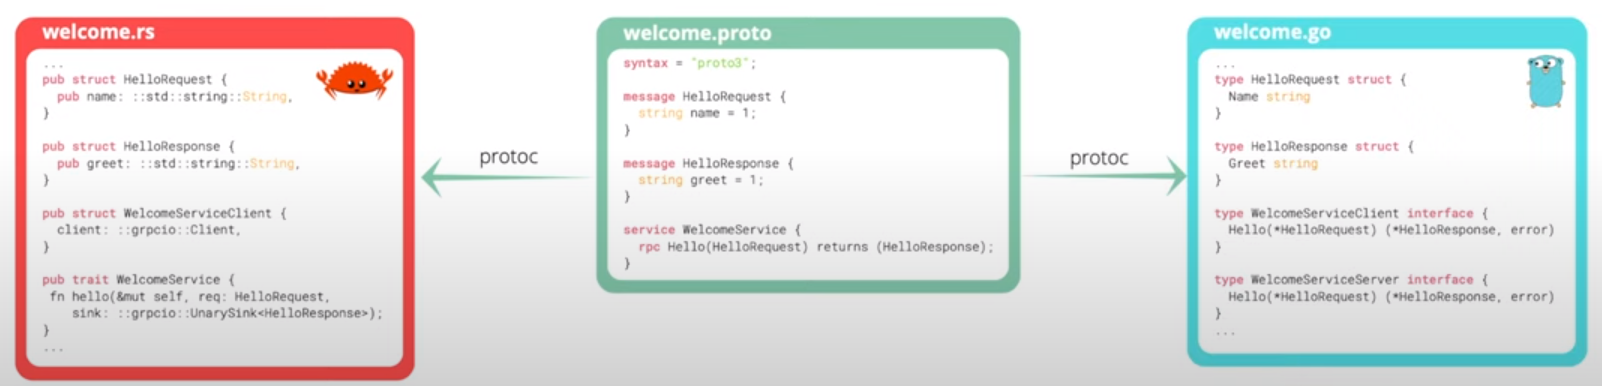 welcome.rs
...
pub struct HelloRequest {
pub name: ::std::string::String,
}
pub struct HelloResponse {
pub greet: ::std::string::String,
}
pub struct WelcomeServiceClient {
client: ::grpcio::Client,
}
pub trait WelcomeService {
fn hello(&mut self, req: HelloRequest,
sink: ::grpcio::UnarySink<HelloResponse>);
}
...
protoc
welcome.proto
syntax = "proto3";
message HelloRequest {
string name = 1;
}
message HelloResponse {
string greet = 1;
}
service WelcomeService {
rpc Hello(HelloRequest) returns (HelloResponse);
}
protoc
welcome.go
...
type HelloRequest struct {
Name string
}
type HelloResponse struct {
Greet string
}
type WelcomeServiceClient interface {
Hello(*HelloRequest) (*HelloResponse, error)
}
type WelcomeServiceServer interface {
Hello(*HelloRequest) (*HelloResponse, error)
}
...